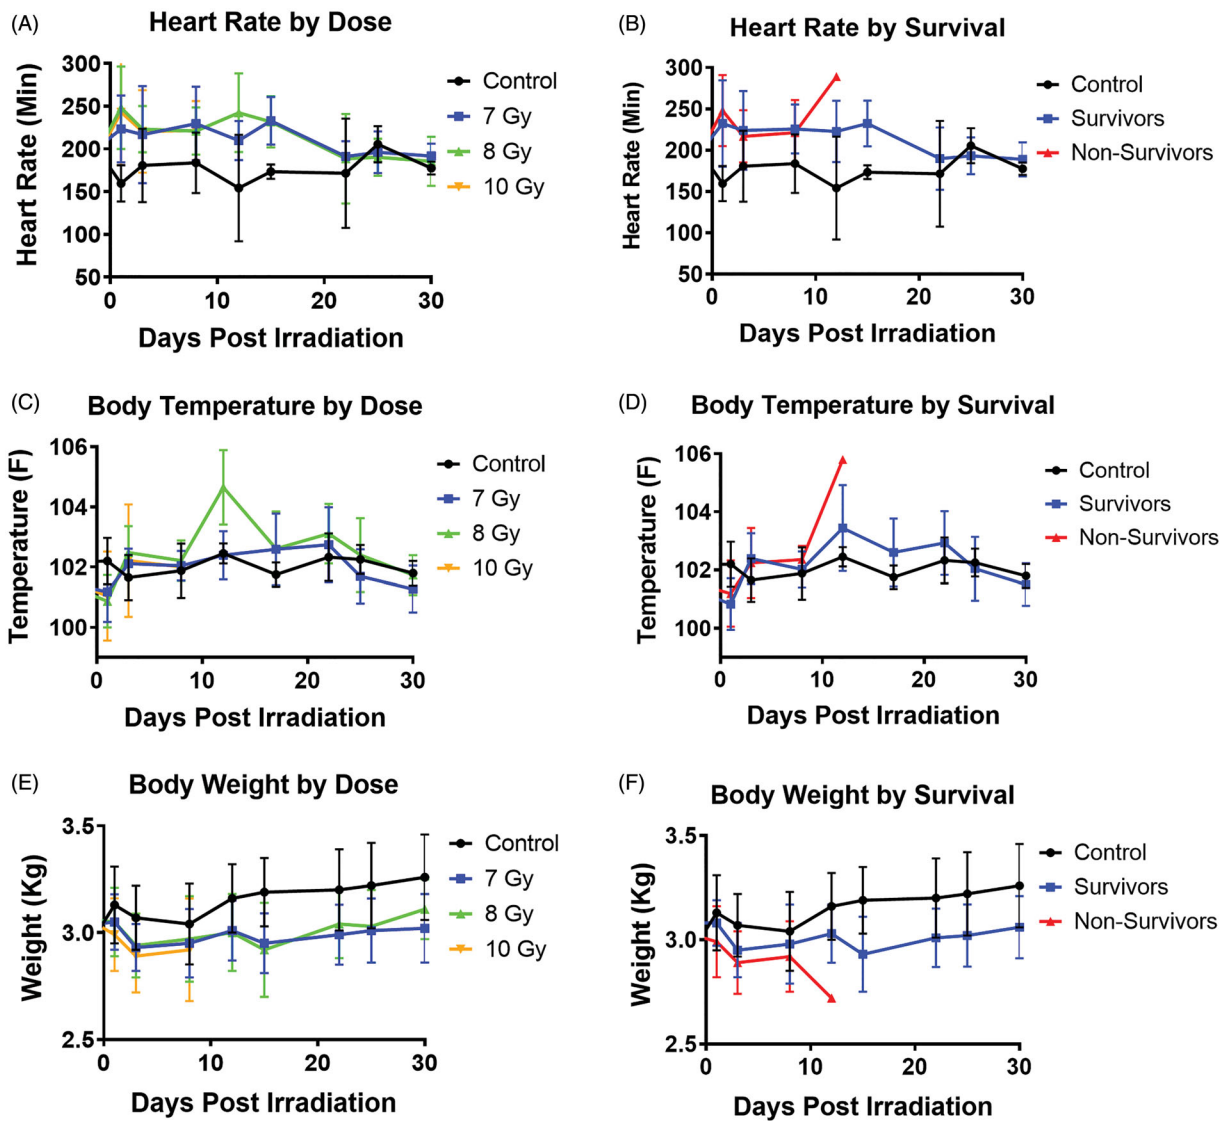 (A)
Heart Rate by Dose
Heart Rate (Min)
300
250
200
150
100
50
0
10
20
30
Days Post Irradiation
Control
7 Gy
8 Gy
10 Gy
(B)
Heart Rate by Survival
Heart Rate (Min)
300
250
200
150
100
50
0
10
20
30
Days Post Irradiation
Control
Survivors
Non-Survivors
(C)
Body Temperature by Dose
Temperature (F)
106
104
102
100
0
10
20
30
Days Post Irradiation
Control
7 Gy
8 Gy
10 Gy
(D)
Body Temperature by Survival
Temperature (F)
106
104
102
100
0
10
20
30
Days Post Irradiation
Control
Survivors
Non-Survivors
(E)
Body Weight by Dose
Weight (Kg)
3.5
3.0
2.5
0
10
20
30
Days Post Irradiation
Control
7 Gy
8 Gy
10 Gy
(F)
Body Weight by Survival
Weight (Kg)
3.5
3.0
2.5
0
10
20
30
Days Post Irradiation
Control
Survivors
Non-Survivors